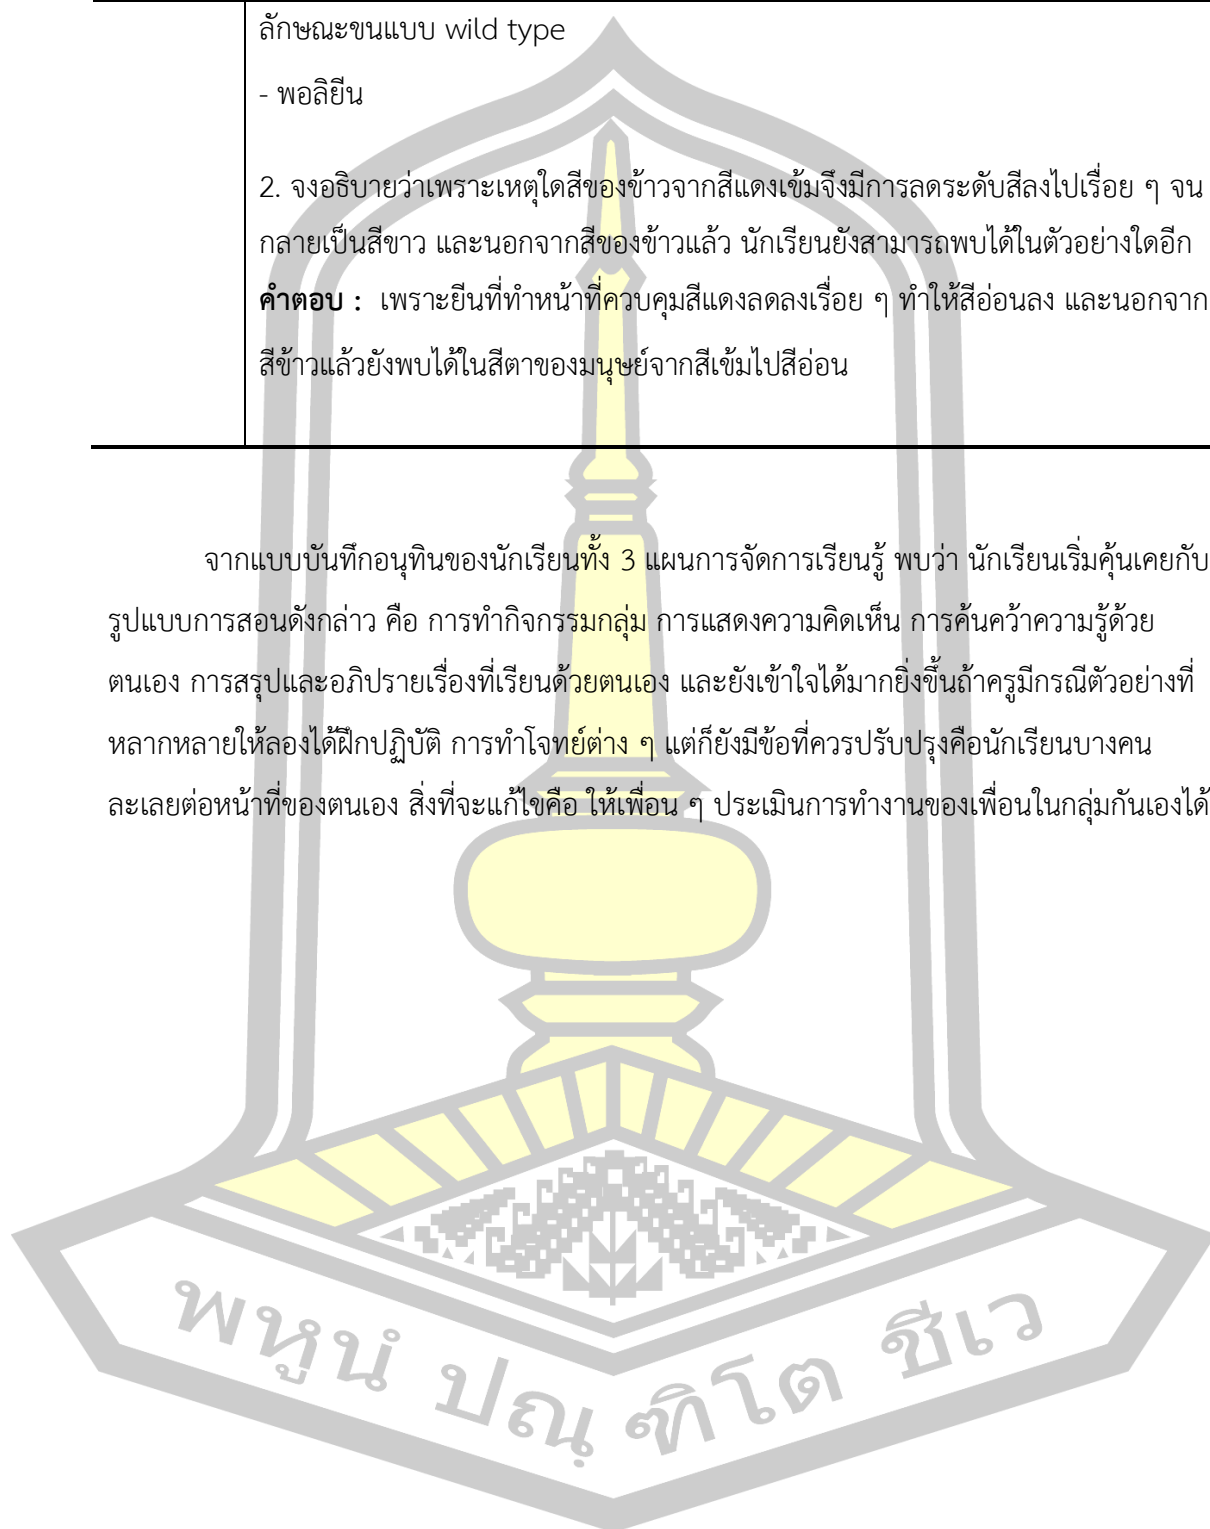 ลักษณะขนแบบ wild type
- พอลิยีน
2. จงอธิบายว่าเพราะเหตุใดสีของข้าวจากสีแดงเข้มจึงมีการลดระดับสีลงไปเรื่อย ๆ จน
กลายเป็นสีขาว และนอกจากสีของข้าวแล้ว นักเรียนยังสามารถพบได้ในตัวอย่างใดอีก
คำตอบ : เพราะยีนที่ทำหน้าที่ควบคุมสีแดงลดลงเรื่อย ๆ ทำให้สีอ่อนลง และนอกจาก
สีข้าวแล้วยังพบได้ในสีตาของมนุษย์จากสีเข้มไปสีอ่อน
จากแบบบันทึกอนุทินของนักเรียนทั้ง 3 แผนการจัดการเรียนรู้ พบว่า นักเรียนเริ่มคุ้นเคยกับ
รูปแบบการสอนดังกล่าว คือ การทำกิจกรรมกลุ่ม การแสดงความคิดเห็น การค้นคว้าความรู้ด้วย
ตนเอง การสรุปและอภิปรายเรื่องที่เรียนด้วยตนเอง และยังเข้าใจได้มากยิ่งขึ้นถ้าครูมีกรณีตัวอย่างที่
หลากหลายให้ลองได้ฝึกปฏิบัติ การทำโจทย์ต่าง ๆ แต่ก็ยังมีข้อที่ควรปรับปรุงคือนักเรียนบางคน
ละเลยต่อหน้าที่ของตนเอง สิ่งที่จะแก้ไขคือ ให้เพื่อน ๆ ประเมินการทำงานของเพื่อนในกลุ่มกันเองได้
พหูนํ ปณฺฑิโต ชีเว